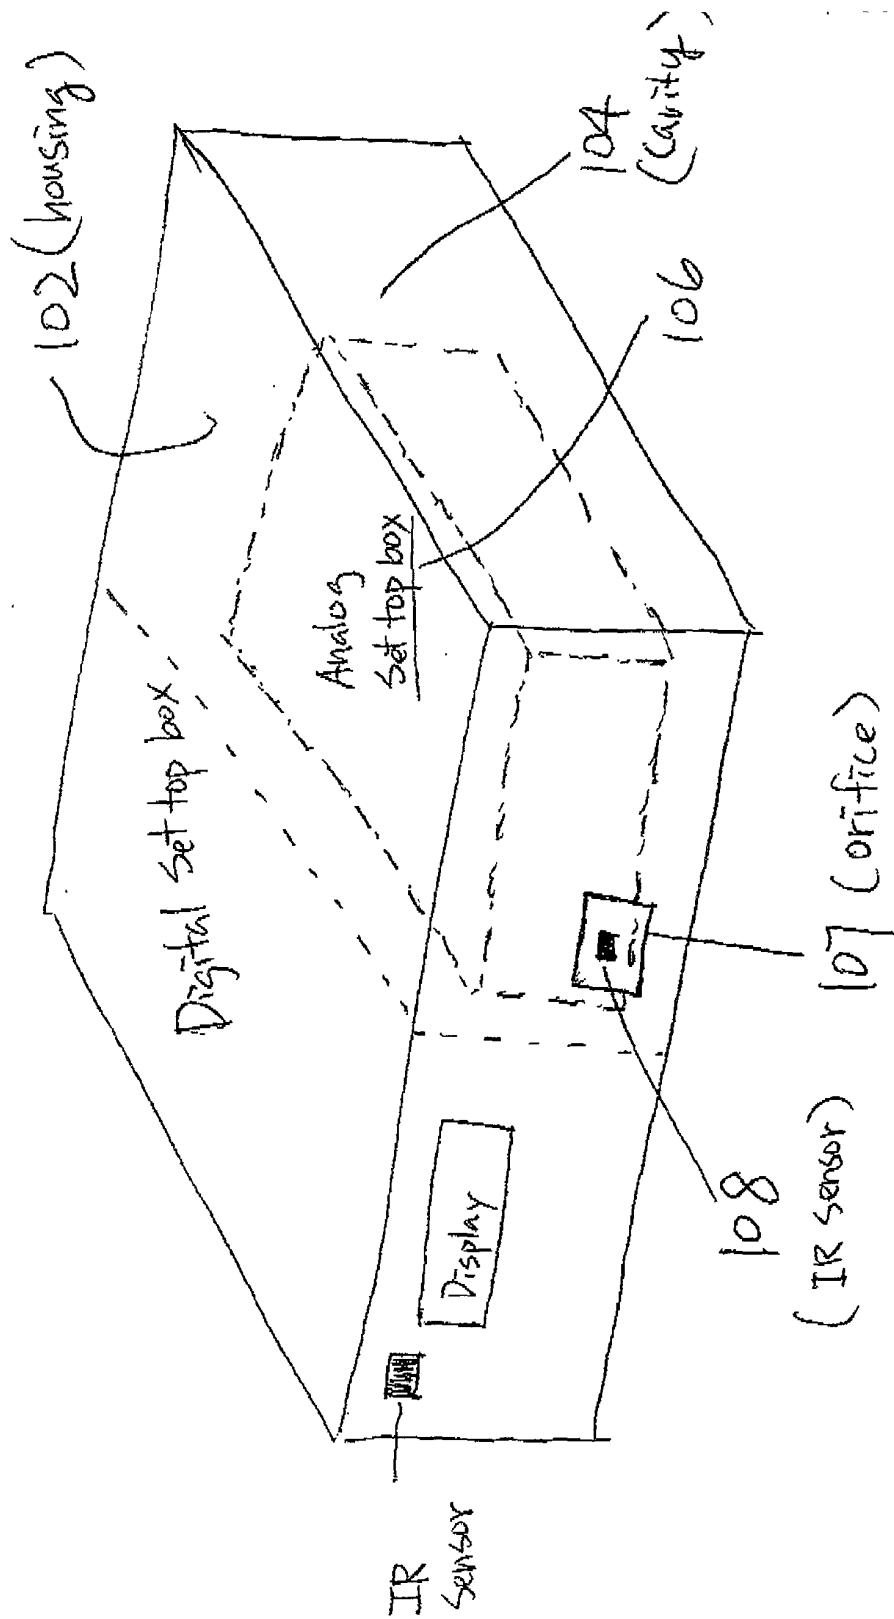 102 (housing)
Digital Set top box
Analog
Set top box
104
(cavity)
106
IR
Sensor
Display
108
(IR sensor)
107 (orifice)